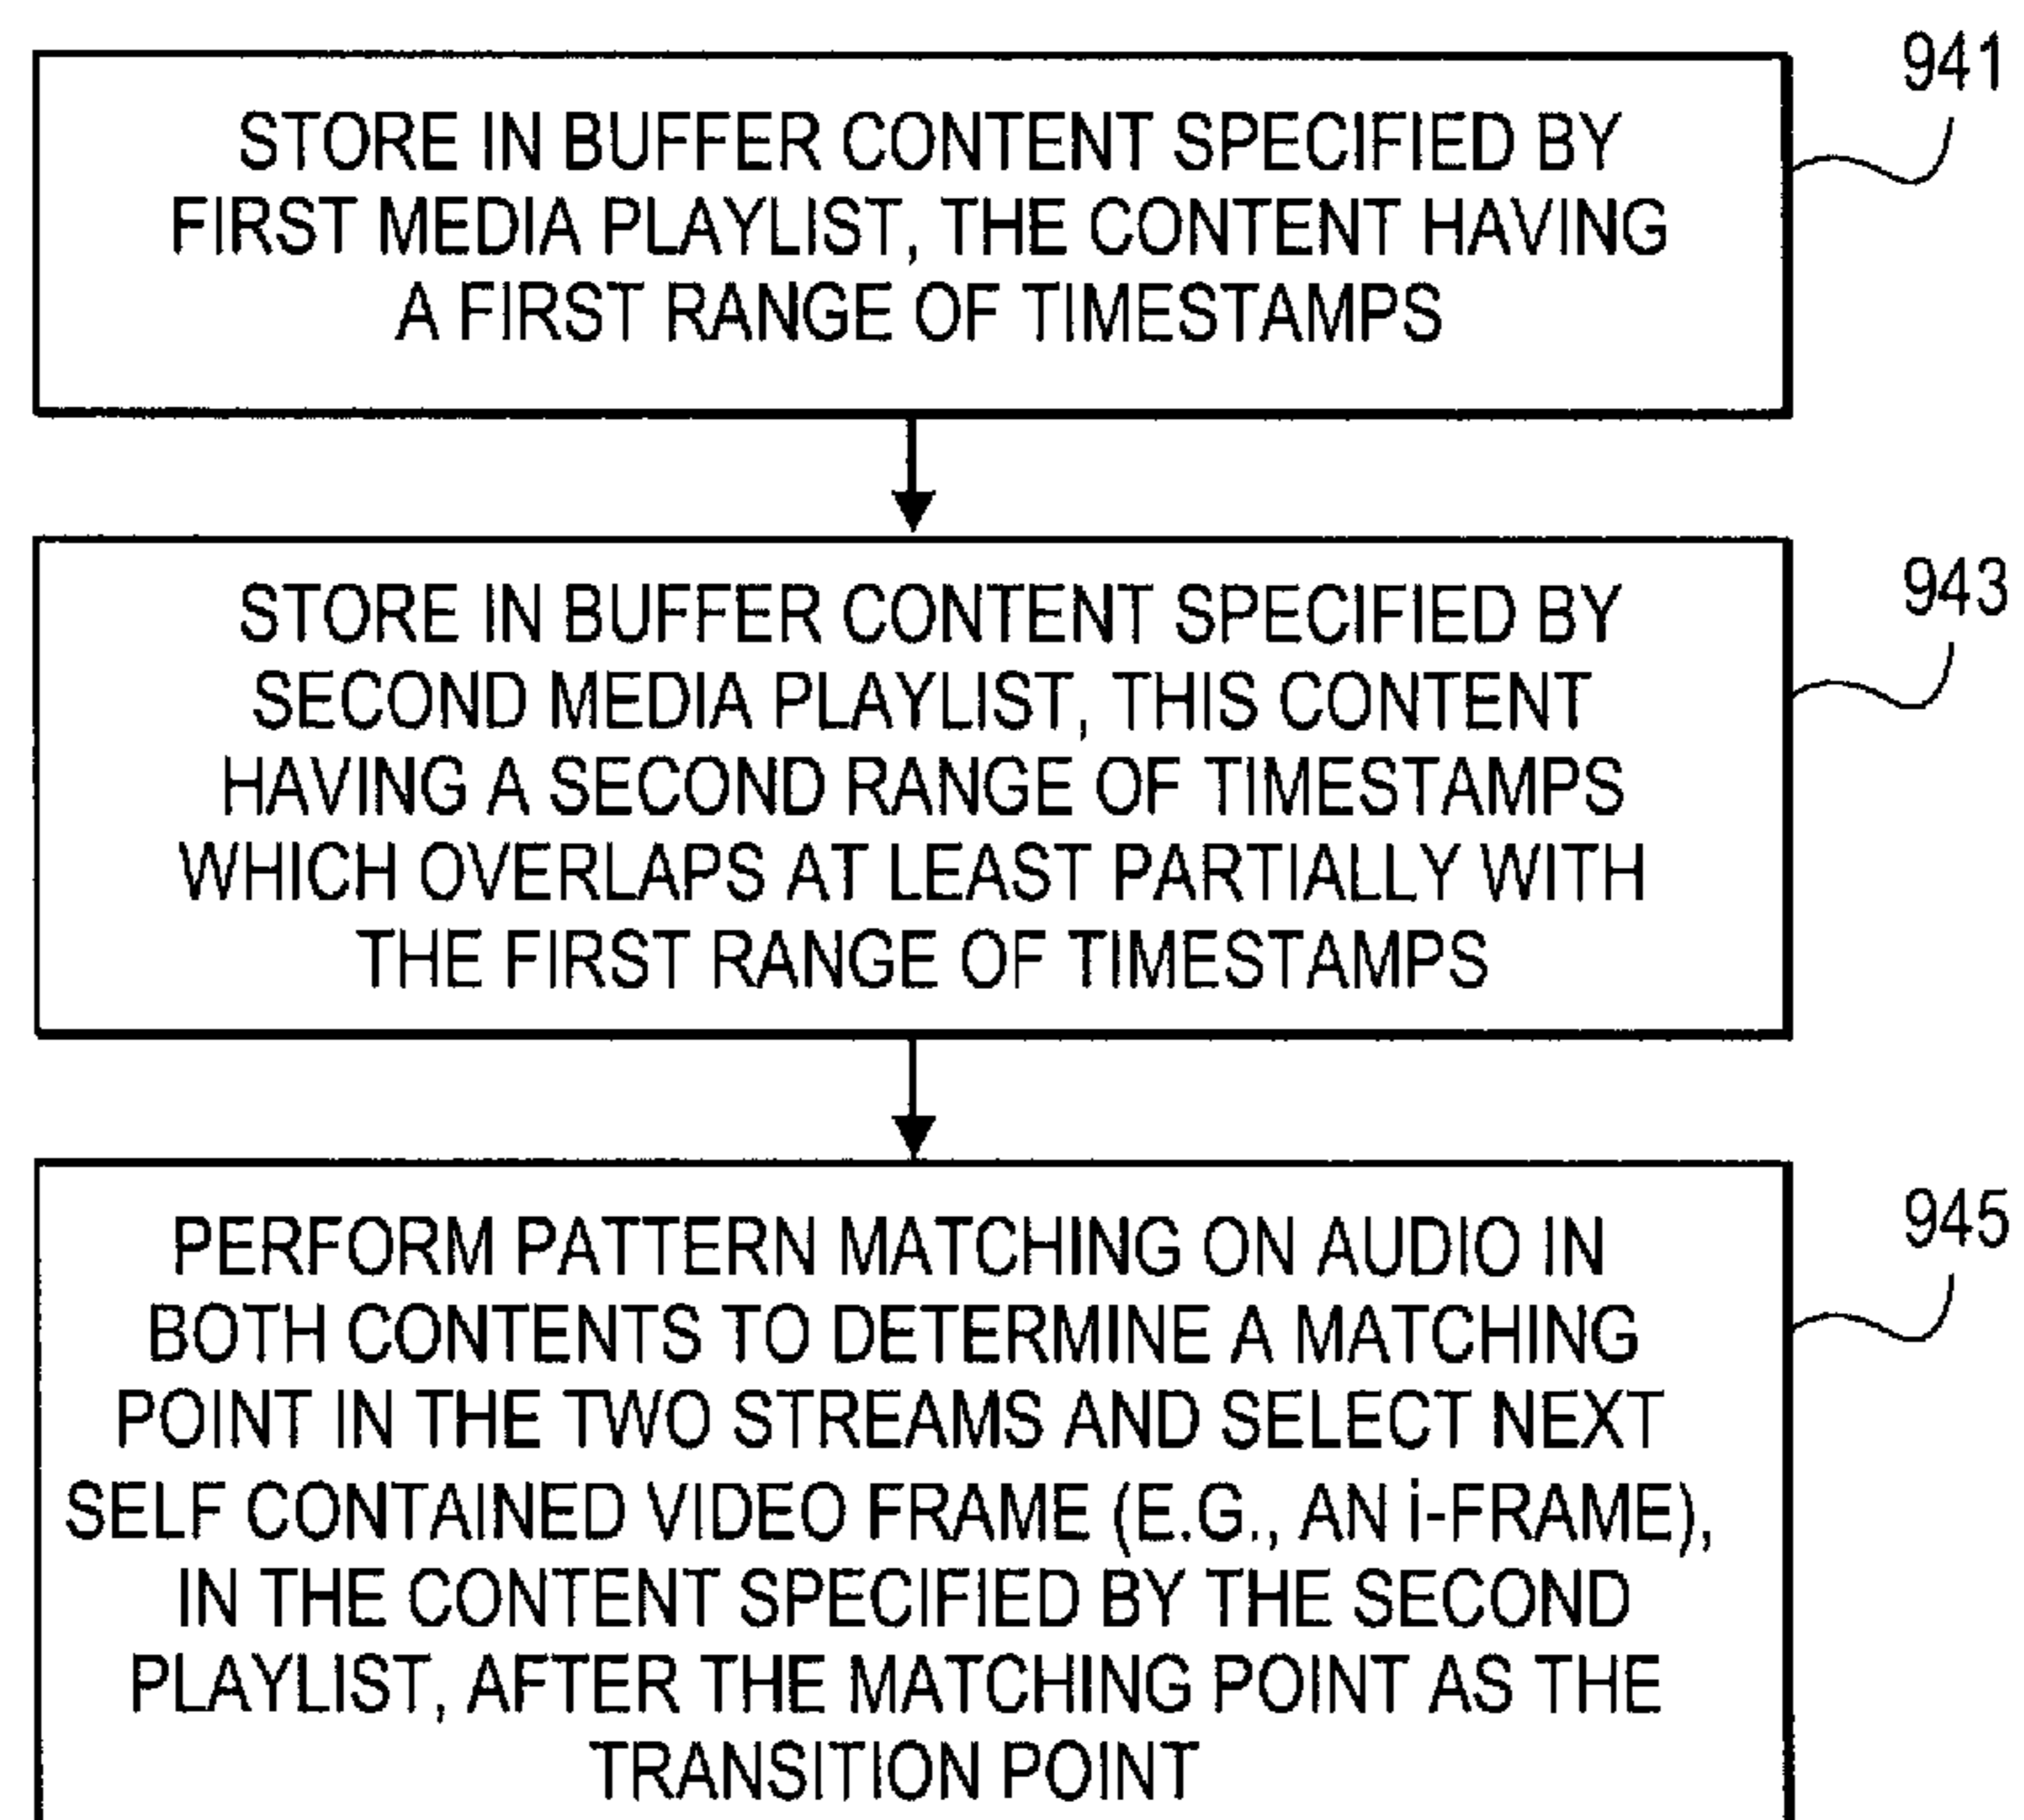 941
STORE IN BUFFER CONTENT SPECIFIED BY
FIRST MEDIA PLAYLIST, THE CONTENT HAVING
A FIRST RANGE OF TIMESTAMPS
943
STORE IN BUFFER CONTENT SPECIFIED BY
SECOND MEDIA PLAYLIST, THIS CONTENT
HAVING A SECOND RANGE OF TIMESTAMPS
WHICH OVERLAPS AT LEAST PARTIALLY WITH
THE FIRST RANGE OF TIMESTAMPS
945
PERFORM PATTERN MATCHING ON AUDIO IN
BOTH CONTENTS TO DETERMINE A MATCHING
POINT IN THE TWO STREAMS AND SELECT NEXT
SELF CONTAINED VIDEO FRAME (E.G., AN i-FRAME),
IN THE CONTENT SPECIFIED BY THE SECOND
PLAYLIST, AFTER THE MATCHING POINT AS THE
TRANSITION POINT